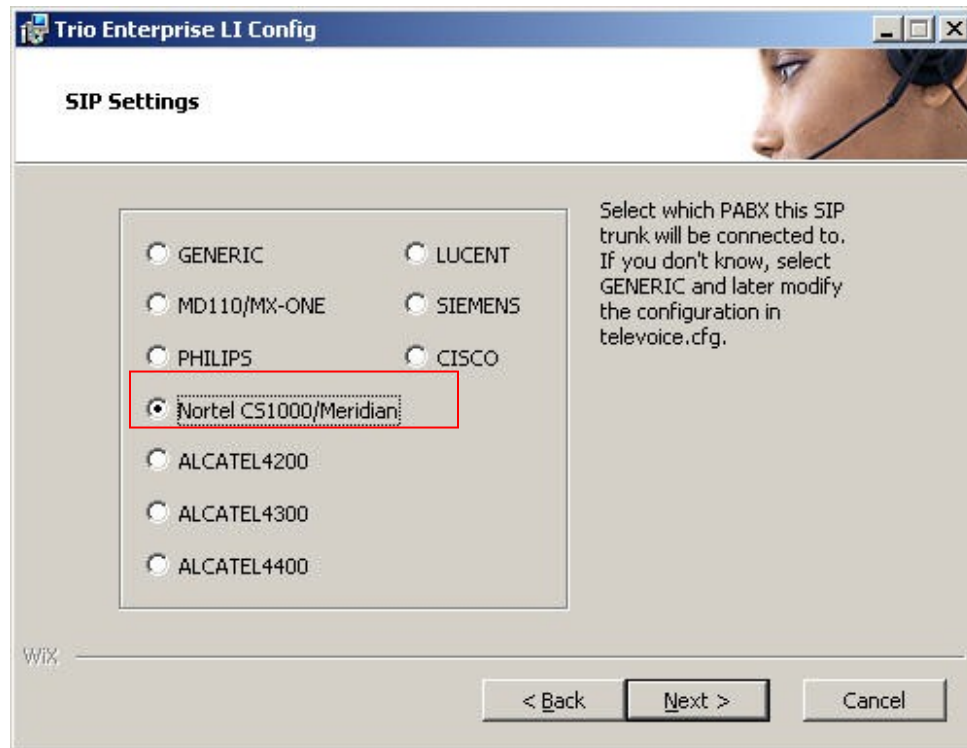 Trio Enterprise LI Config
SIP Settings
GENERIC
MD110/MX-ONE
PHILIPS
Nortel CS1000/Meridian
ALCATEL4200
ALCATEL4300
ALCATEL4400
LUCENT
SIEMENS
CISCO
Select which PABX this SIP
trunk will be connected to.
If you don't know, select
GENERIC and later modify
the configuration in
televoice.cfg.
WiX
< Back
Next >
Cancel